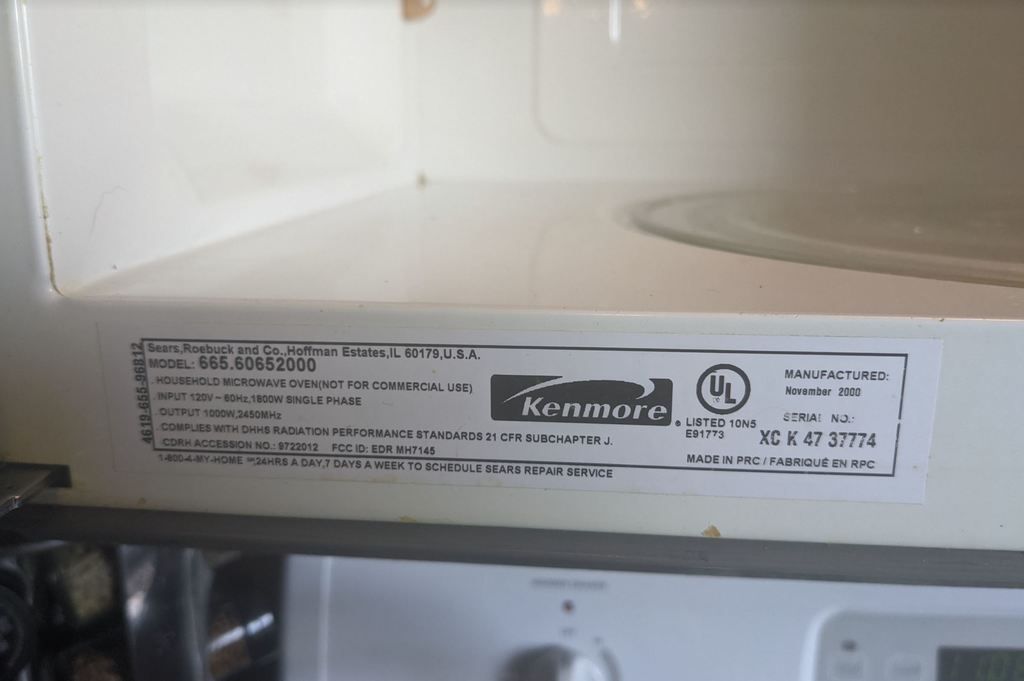 4619-655-96812
Sears,Roebuck and Co.,Hoffman Estates,IL 60179,U.S.A.
MODEL: 665.60652000
. HOUSEHOLD MICROWAVE OVEN(NOT FOR COMMERCIAL USE)
. INPUT 120V ~ 60Hz,1800W SINGLE PHASE
. OUTPUT 1000W,2450MHz
. COMPLIES WITH DHHS RADIATION PERFORMANCE STANDARDS 21 CFR SUBCHAPTER J.
. CDRH ACCESSION NO.: 9722012 FCC ID: EDR MH7145
1-800-4-MY-HOME ℠,24HRS A DAY,7 DAYS A WEEK TO SCHEDULE SEARS REPAIR SERVICE
Kenmore®
UL ®
LISTED 10N5
E91773
MANUFACTURED:
November 2000
SERIAL NO.:
XC K 47 37774
MADE IN PRC / FABRIQUÉ EN RPC